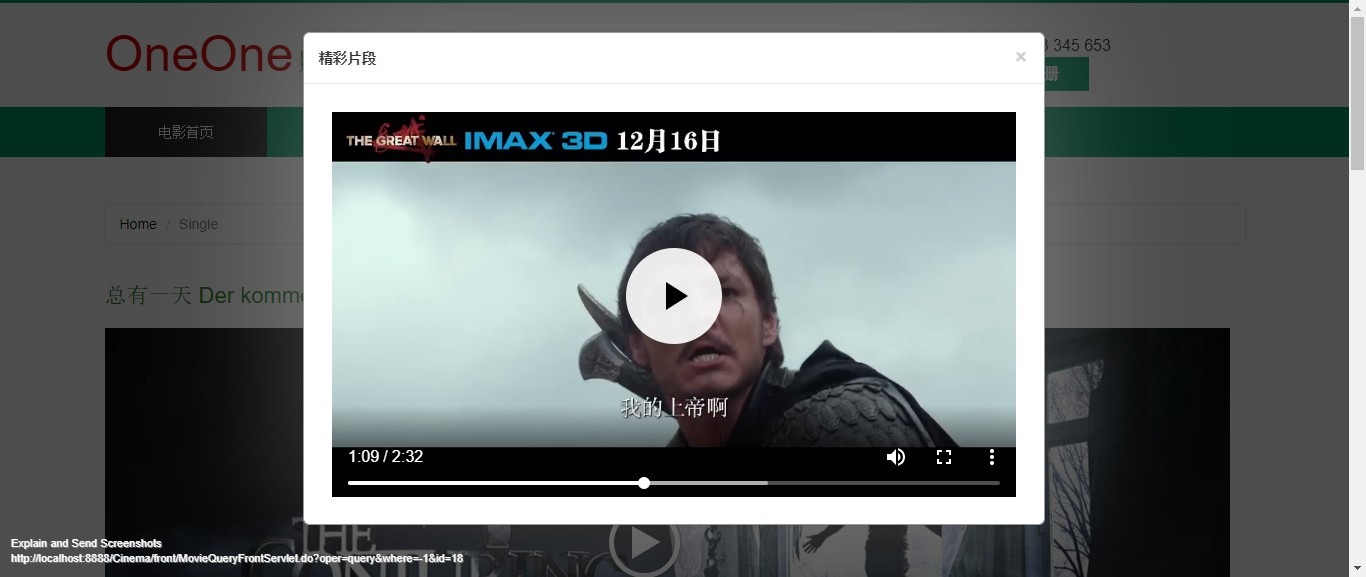 OneOne
精彩片段
×
3 345 653
册
电影首页
THE GREAT WALL IMAX 3D 12月16日
Home / Single
总有一天 Der komme
我的上帝啊
1:09 / 2:32
THE
Explain and Send Screenshots
http://localhost:8888/Cinema/front/MovieQueryFrontServlet.do?oper=query&where=-1&id=18